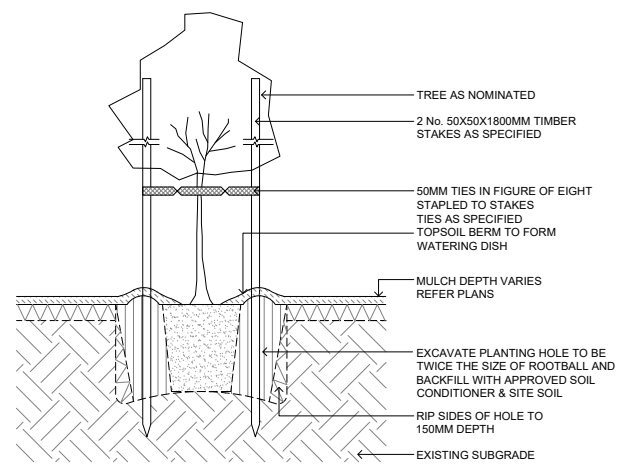 TREE AS NOMINATED
2 No. 50X50X1800MM TIMBER
STAKES AS SPECIFIED
50MM TIES IN FIGURE OF EIGHT
STAPLED TO STAKES
TIES AS SPECIFIED
TOPSOIL BERM TO FORM
WATERING DISH
MULCH DEPTH VARIES
REFER PLANS
EXCAVATE PLANTING HOLE TO BE
TWICE THE SIZE OF ROOTBALL AND
BACKFILL WITH APPROVED SOIL
CONDITIONER & SITE SOIL
RIP SIDES OF HOLE TO
150MM DEPTH
EXISTING SUBGRADE